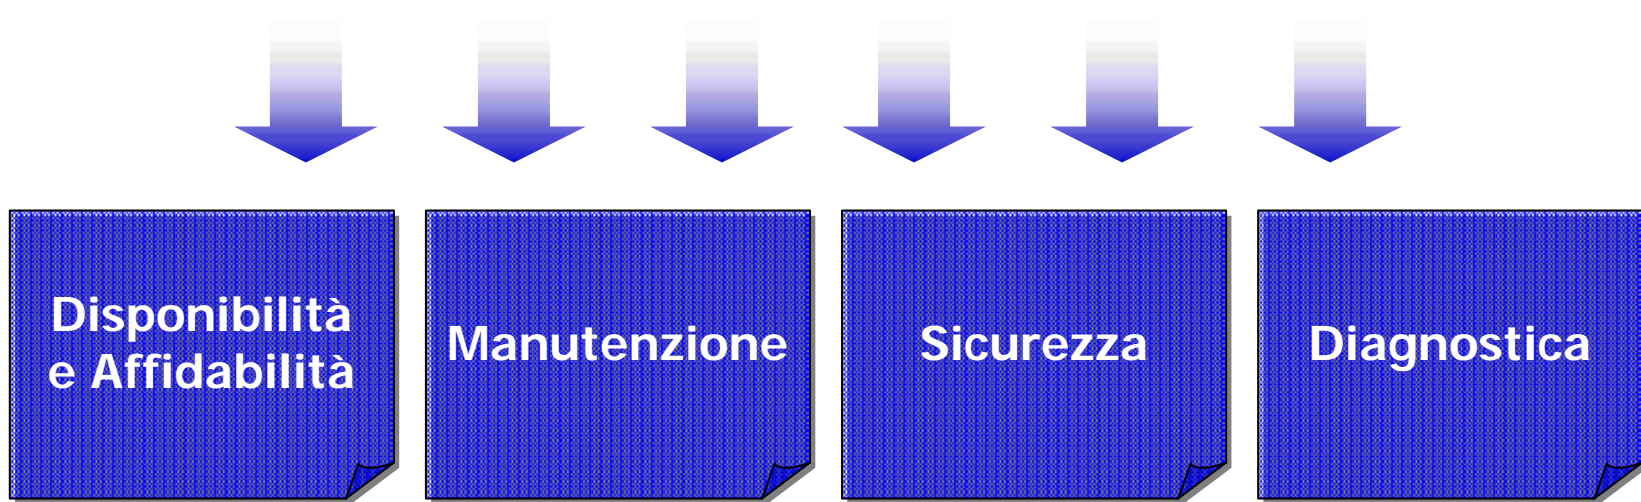 Disponibilità
e Affidabilità
Manutenzione
Sicurezza
Diagnostica